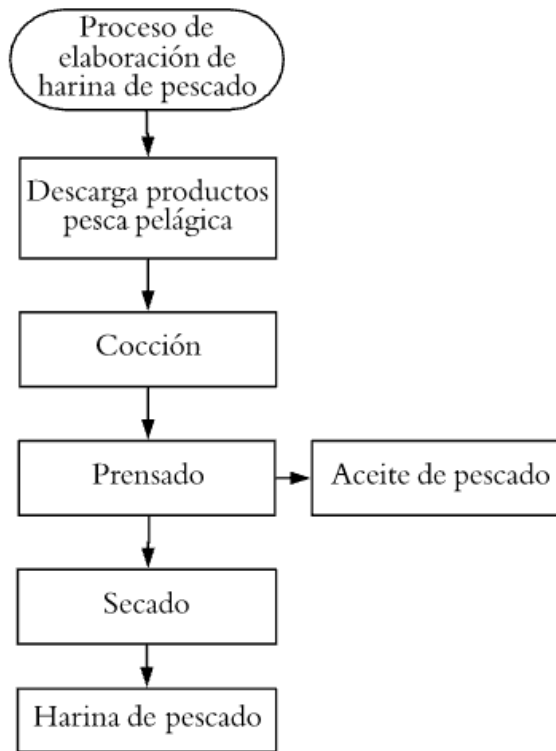 Proceso de
elaboración de
harina de pescado
Descarga productos
pesca pelágica
Cocción
Prensado
Aceite de pescado
Secado
Harina de pescado